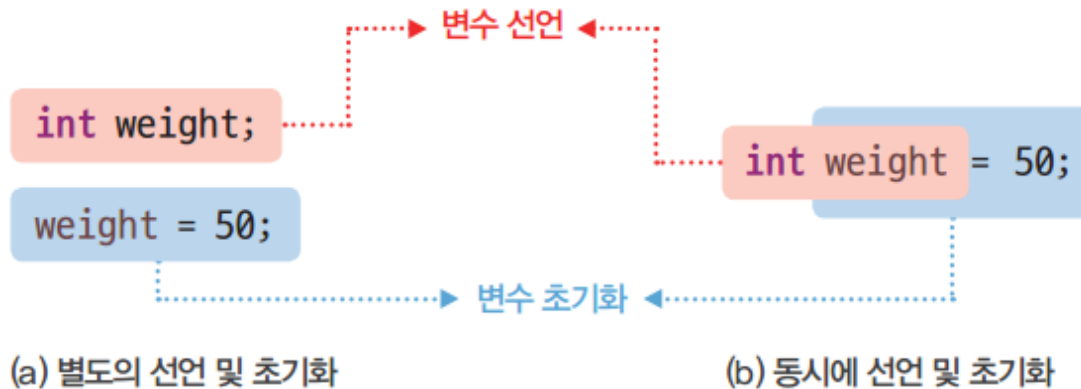 변수 선언
int weight;
int weight = 50;
weight = 50;
변수 초기화
(a) 별도의 선언 및 초기화
(b) 동시에 선언 및 초기화